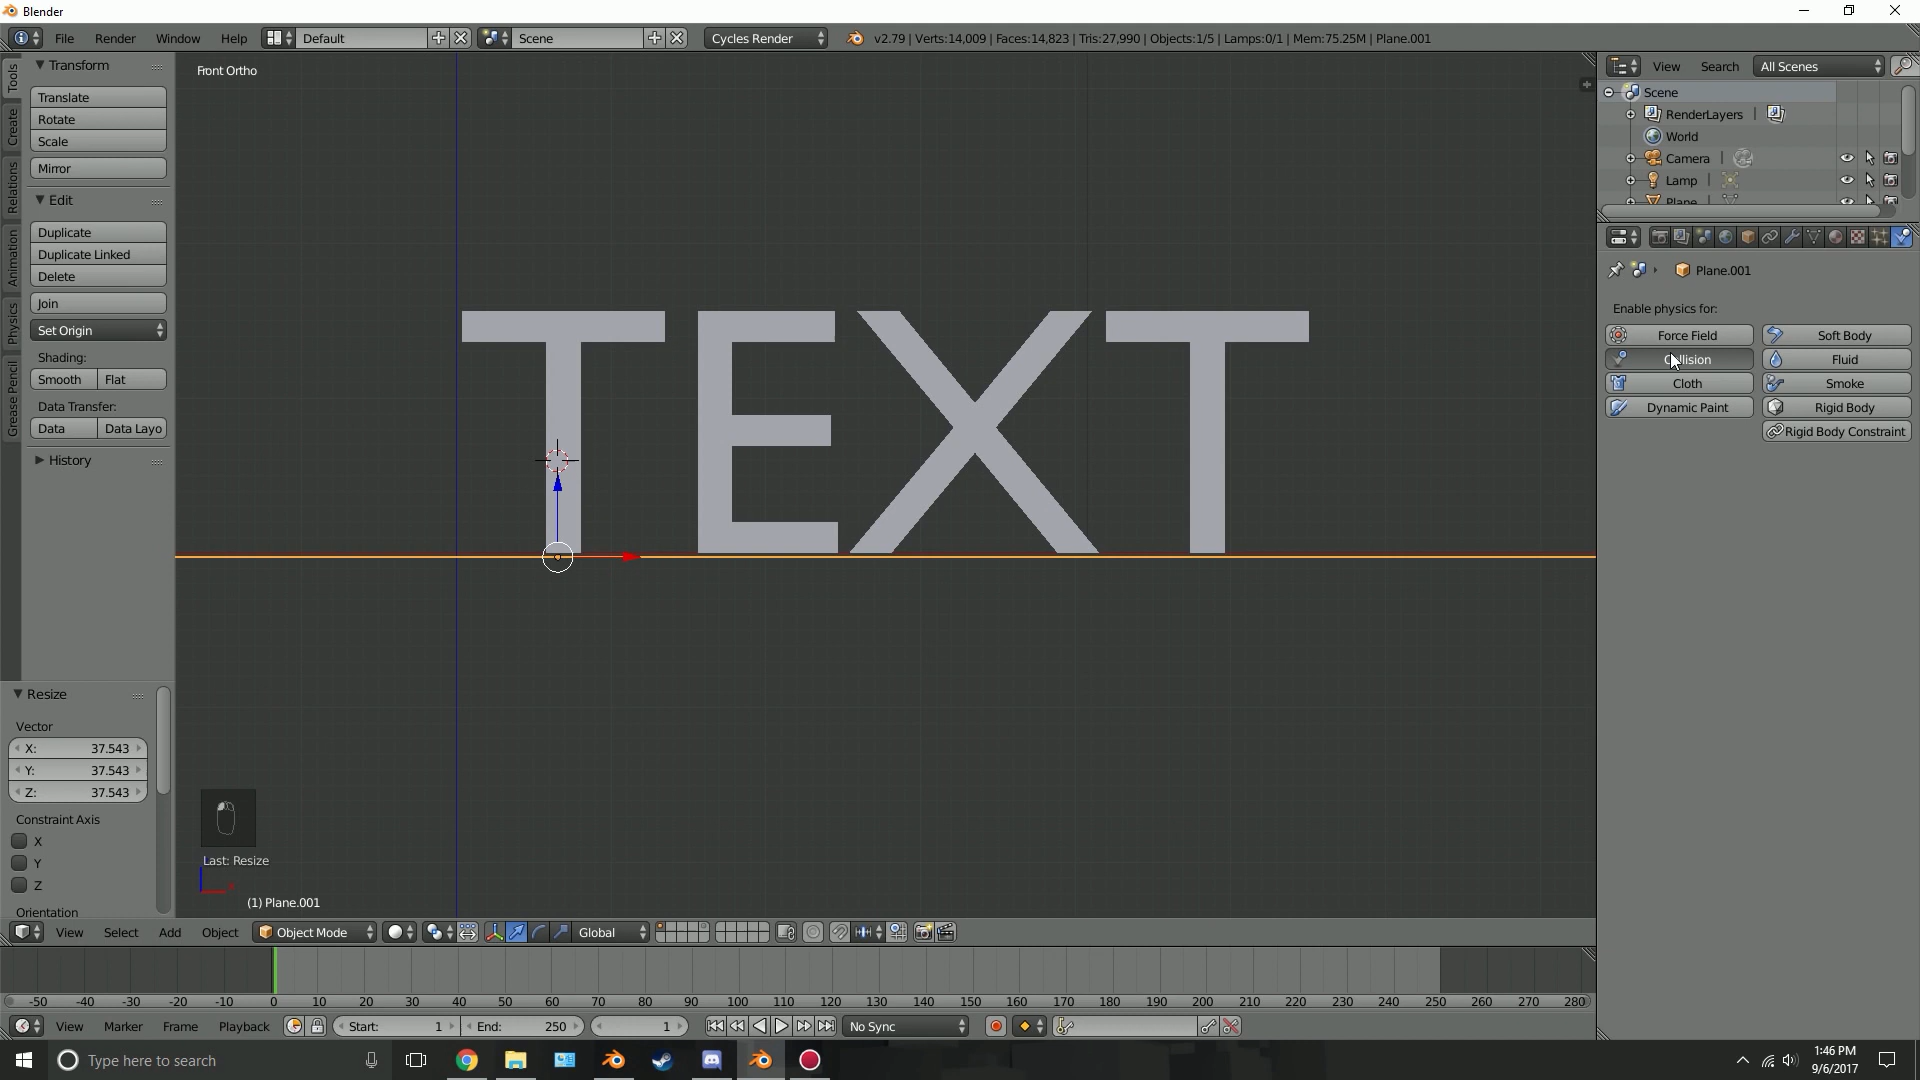 Blender
File Render Window Help Default Scene Cycles Render v2.79 | Verts:14,009 | Faces:14,823 | Tris:27,990 | Objects:1/5 | Lamps:0/1 | Mem:75.25M | Plane.001
Tools
Create
Relations
Animation
Physics
Grease Pencil
Transform
Translate
Rotate
Scale
Mirror
Edit
Duplicate
Duplicate Linked
Delete
Join
Set Origin
Shading:
Smooth Flat
Data Transfer:
Data Data Layo
History
Resize
Vector
X: 37.543
Y: 37.543
Z: 37.543
Constraint Axis
X
Y
Z
Orientation
Front Ortho
TEXT
Last: Resize
(1) Plane.001
View Search All Scenes
Scene
RenderLayers |
World
Camera |
Lamp |
Plane |
Plane.001
Enable physics for:
Force Field Soft Body
Collision Fluid
Cloth Smoke
Dynamic Paint Rigid Body
Rigid Body Constraint
View Select Add Object Object Mode Global
-50 -40 -30 -20 -10 0 10 20 30 40 50 60 70 80 90 100 110 120 130 140 150 160 170 180 190 200 210 220 230 240 250 260 270 280
View Marker Frame Playback Start: 1 End: 250 1 No Sync
Type here to search
1:46 PM
9/6/2017